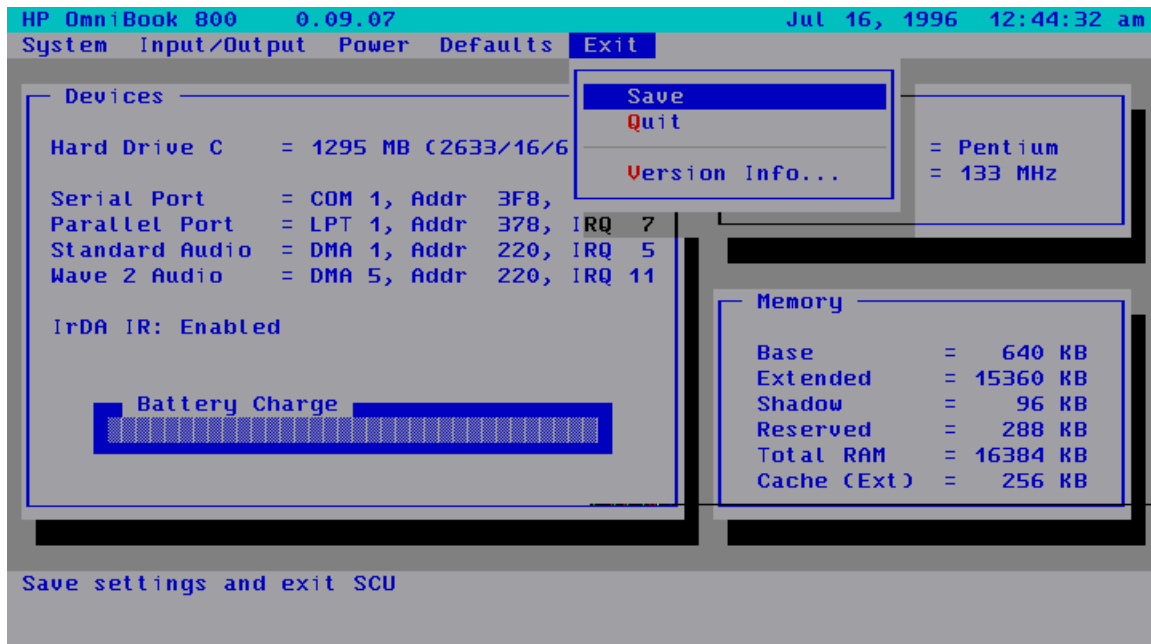 HP OmniBook 800 0.09.07 Jul 16, 1996 12:44:32 am
System Input/Output Power Defaults Exit
Save
Quit
Version Info...
Devices
Hard Drive C = 1295 MB (2633/16/6
Serial Port = COM 1, Addr 3F8,
Parallel Port = LPT 1, Addr 378, IRQ 7
Standard Audio = DMA 1, Addr 220, IRQ 5
Wave 2 Audio = DMA 5, Addr 220, IRQ 11
IrDA IR: Enabled
Battery Charge
= Pentium
= 133 MHz
Memory
Base = 640 KB
Extended = 15360 KB
Shadow = 96 KB
Reserved = 288 KB
Total RAM = 16384 KB
Cache (Ext) = 256 KB
Save settings and exit SCU